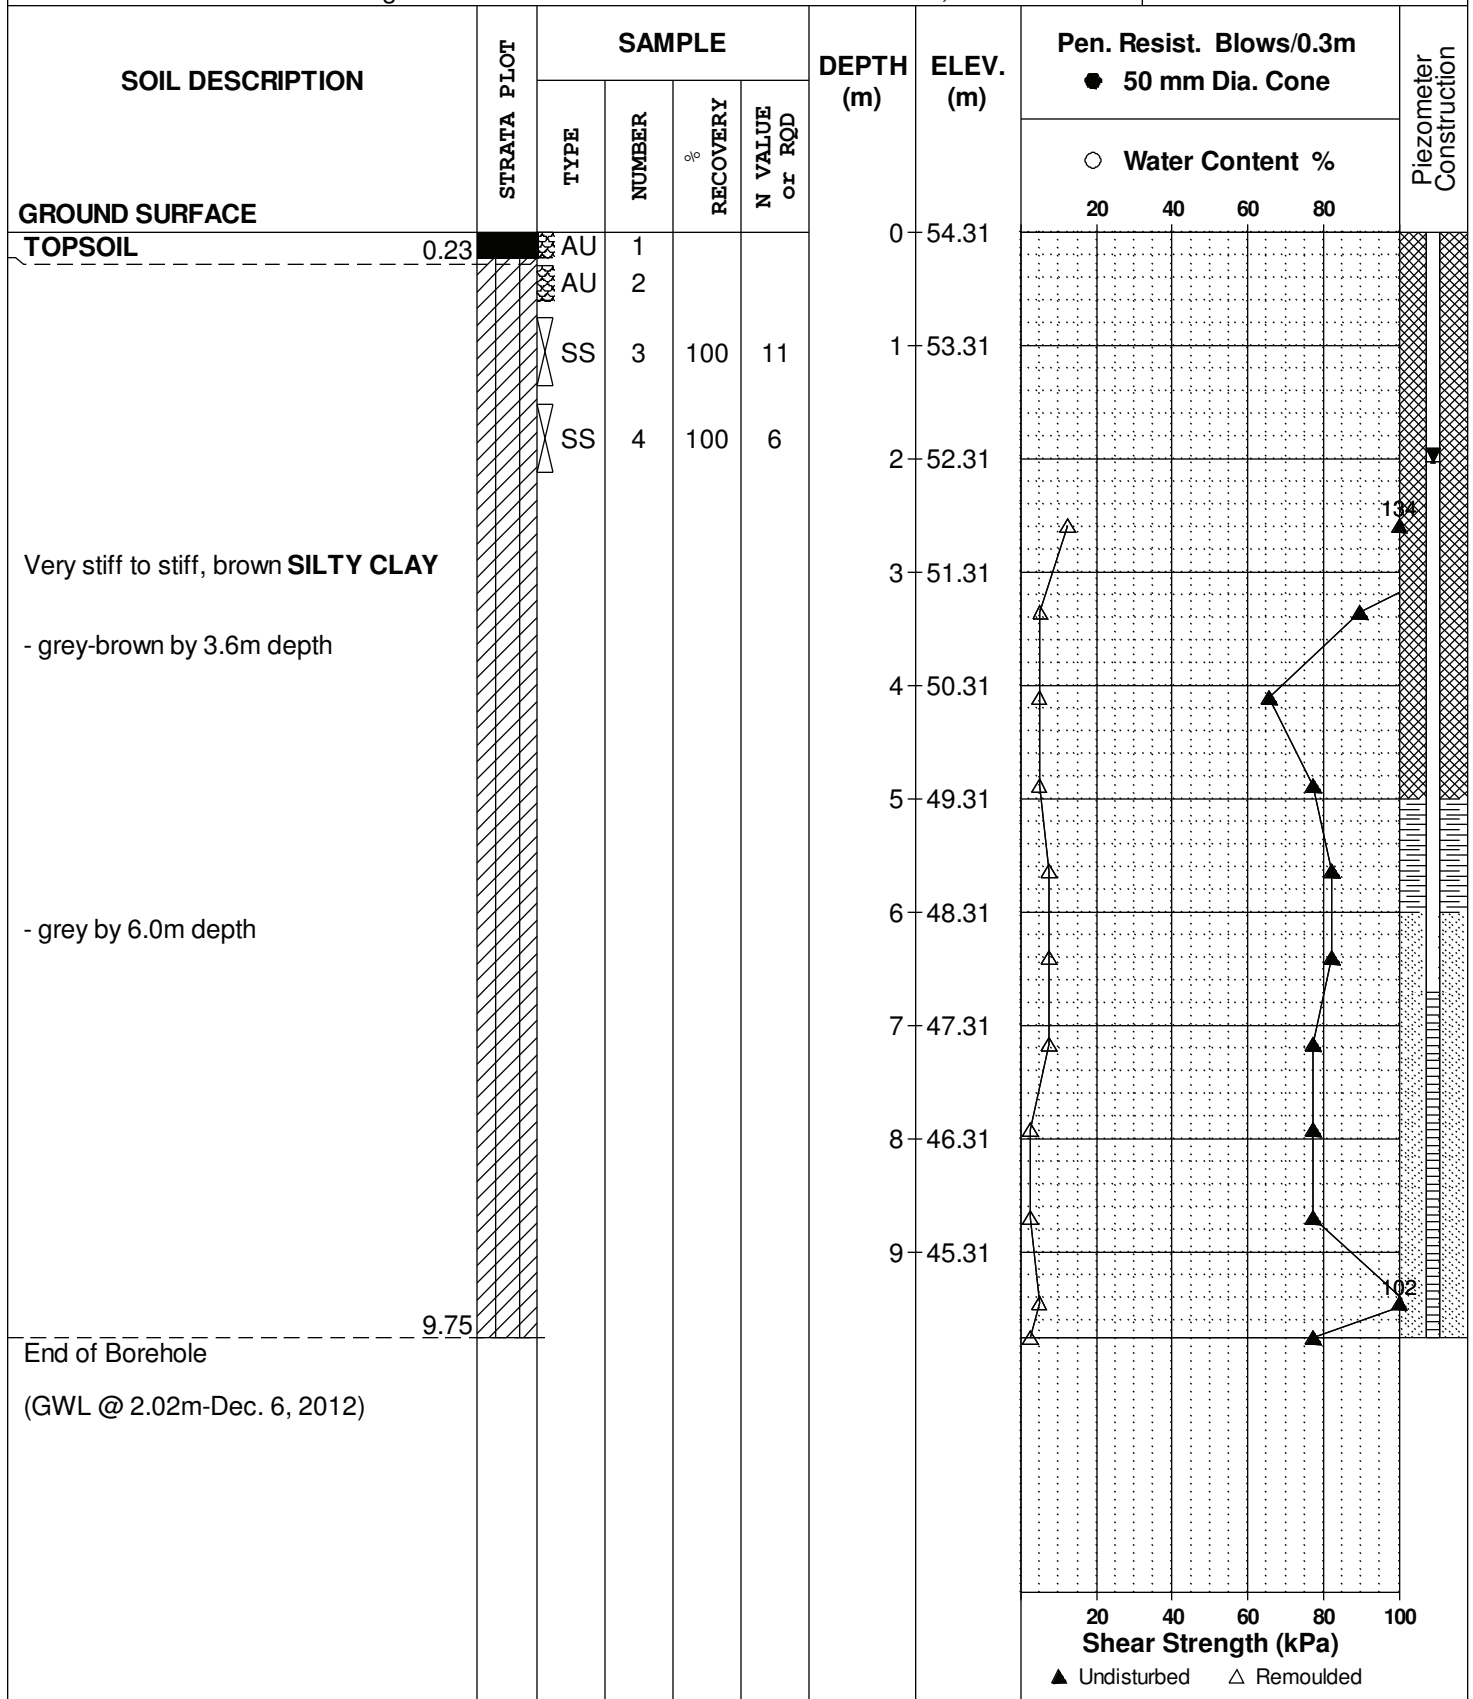 SOIL DESCRIPTION
GROUND SURFACE
STRATA PLOT
SAMPLE
TYPE
NUMBER
%
RECOVERY
N VALUE
or RQD
DEPTH
(m)
ELEV.
(m)
Pen. Resist. Blows/0.3m
● 50 mm Dia. Cone
○ Water Content %
20 40 60 80
Piezometer
Construction
TOPSOIL 0.23
AU 1
AU 2
SS 3 100 11
SS 4 100 6
0 54.31
1 53.31
2 52.31
3 51.31
4 50.31
5 49.31
6 48.31
7 47.31
8 46.31
9 45.31
134
102
Very stiff to stiff, brown SILTY CLAY
- grey-brown by 3.6m depth
- grey by 6.0m depth
9.75
End of Borehole
(GWL @ 2.02m-Dec. 6, 2012)
20 40 60 80 100
Shear Strength (kPa)
▲ Undisturbed △ Remoulded